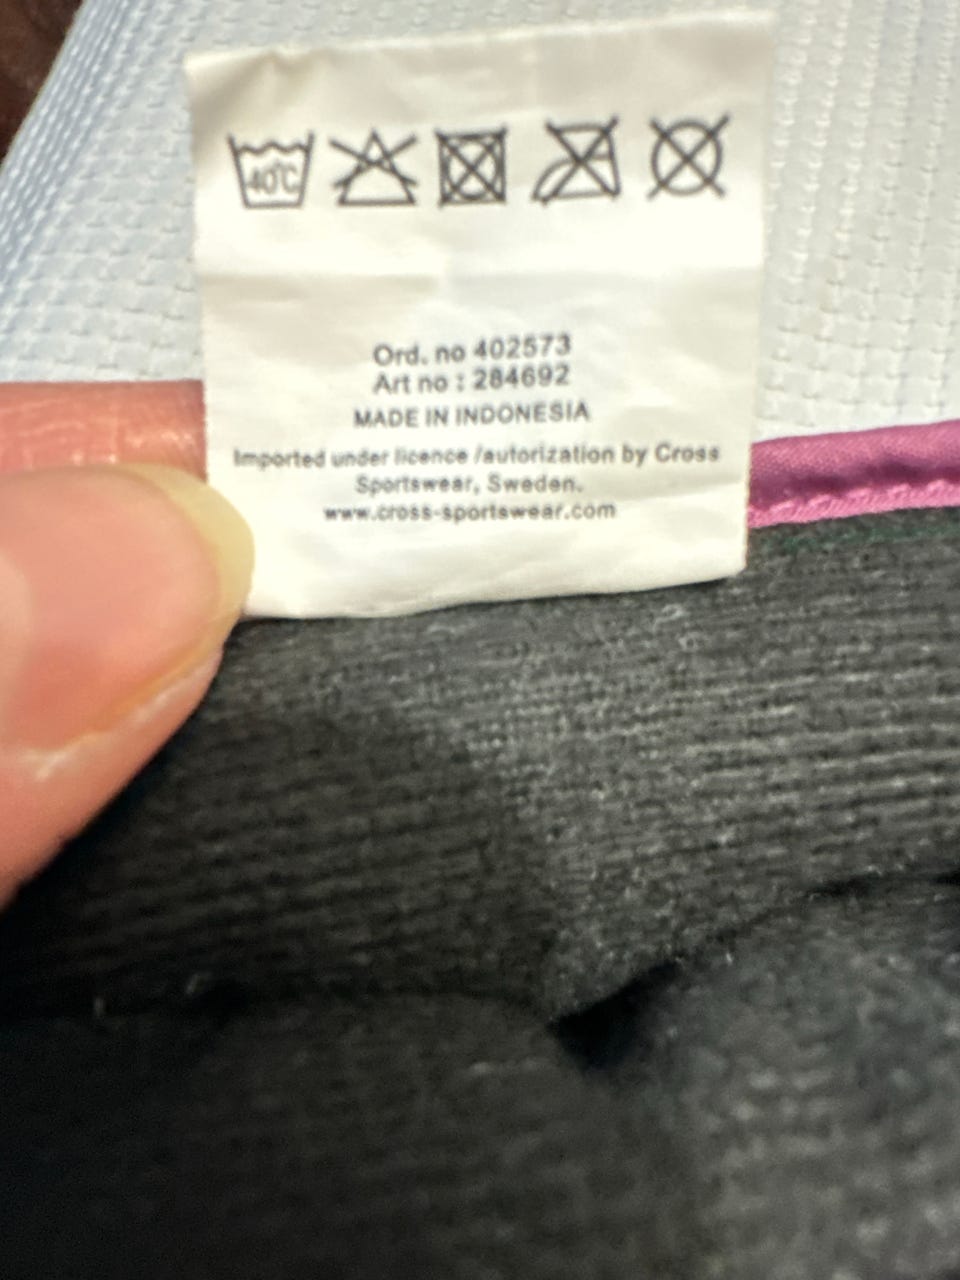 40°C
Ord. no 402573
Art no : 284692
MADE IN INDONESIA
Imported under licence /autorization by Cross
Sportswear, Sweden.
www.cross-sportswear.com